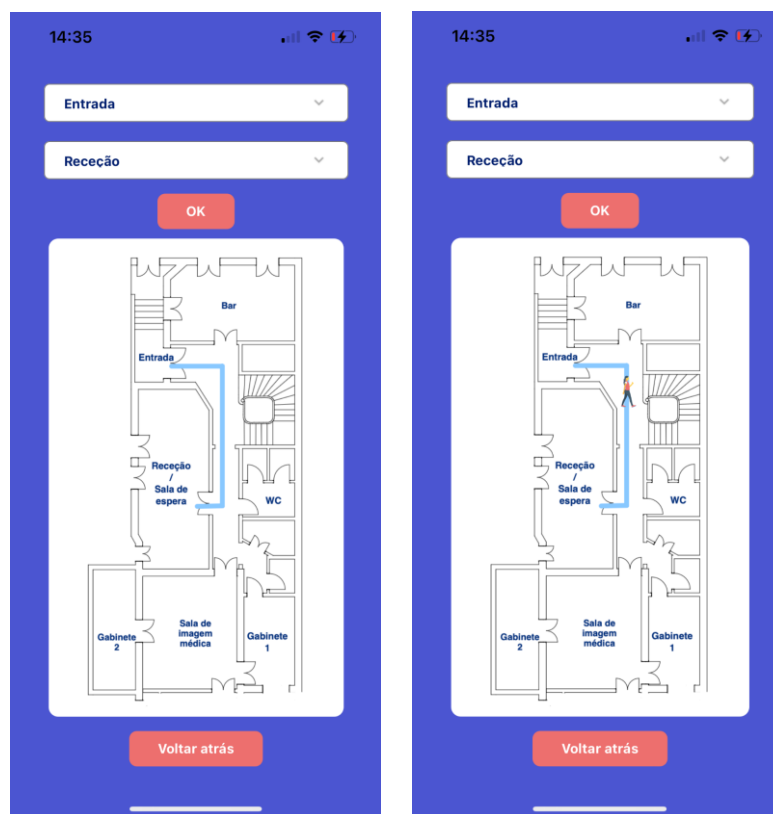 14:35
Entrada
Receção
OK
Bar
Entrada
Receção
/
Sala de
espera
WC
Sala de
imagem
médica
Gabinete
2
Gabinete
1
Voltar atrás
14:35
Entrada
Receção
OK
Bar
Entrada
Receção
/
Sala de
espera
WC
Sala de
imagem
médica
Gabinete
2
Gabinete
1
Voltar atrás